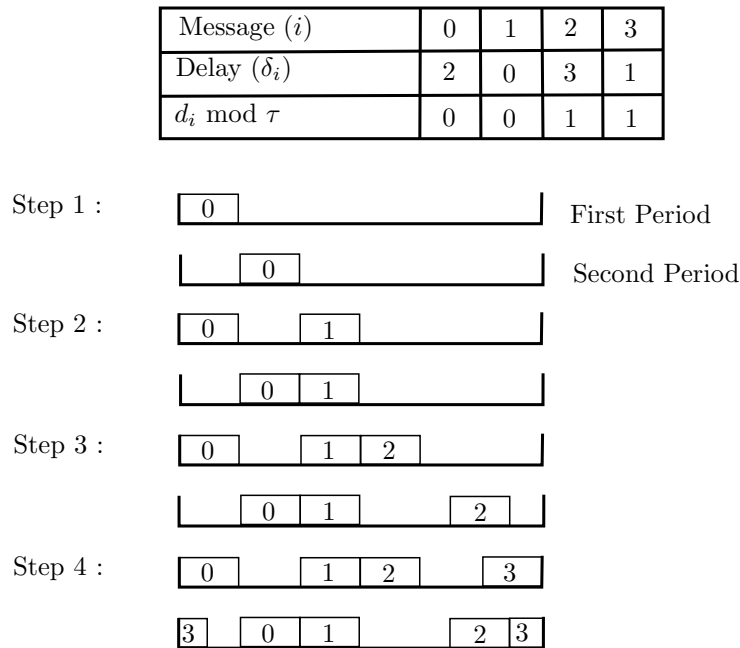 Message (i) 0 1 2 3
Delay (δᵢ) 2 0 3 1
dᵢ mod τ 0 0 1 1
Step 1 : 0 First Period
0 Second Period
Step 2 : 0 1
0 1
Step 3 : 0 1 2
0 1 2
Step 4 : 0 1 2 3
3 0 1 2 3